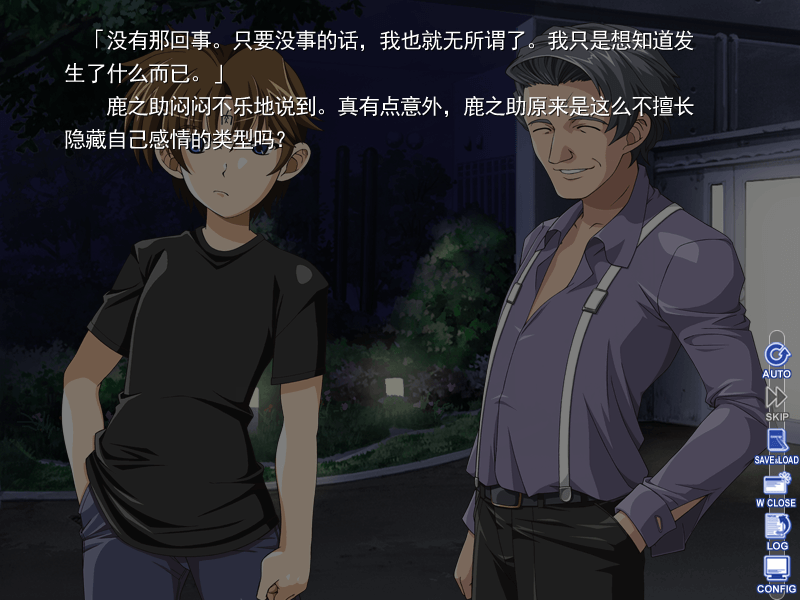 「没有那回事。只要没事的话，我也就无所谓了。我只是想知道发
生了什么而已。」
鹿之助闷闷不乐地说到。真有点意外，鹿之助原来是这么不擅长
隐藏自己感情的类型吗？
AUTO
SKIP
SAVE&LOAD
W CLOSE
LOG
CONFIG